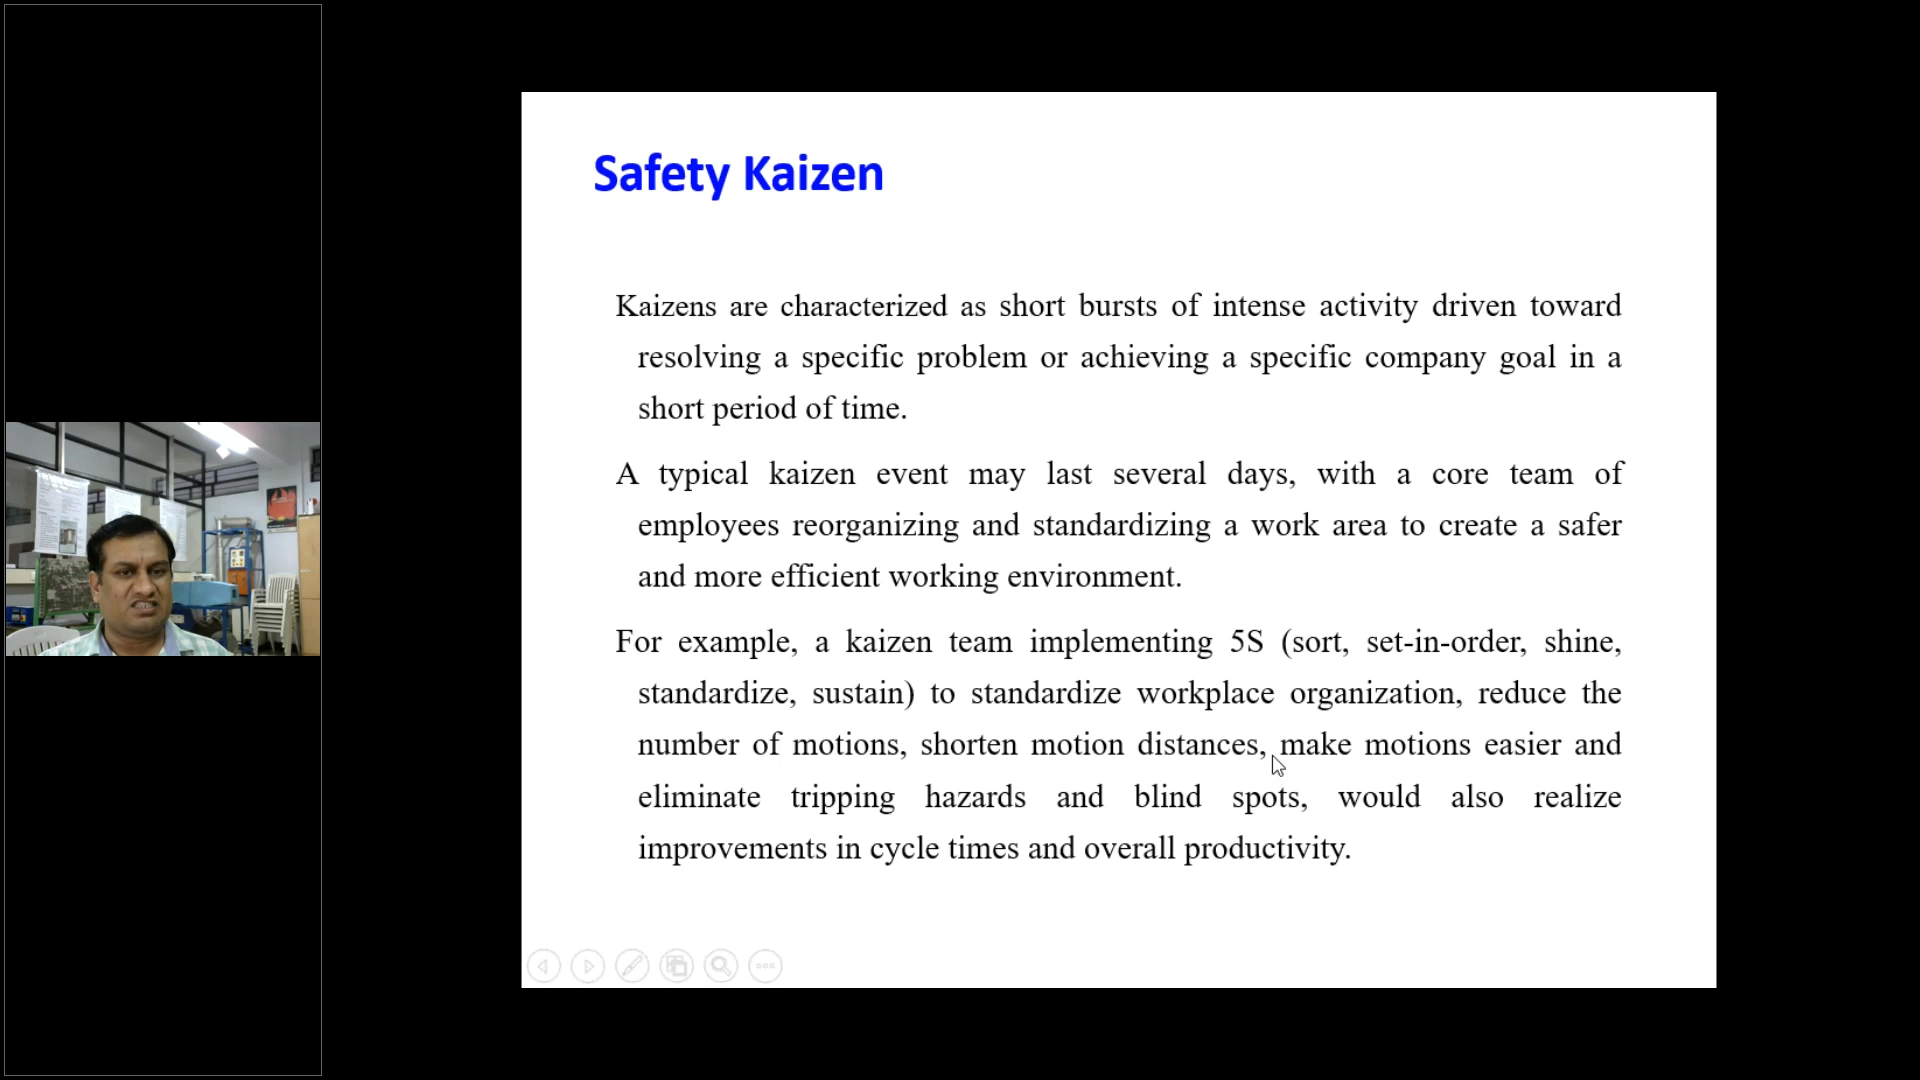 Safety Kaizen
Kaizens are characterized as short bursts of intense activity driven toward
resolving a specific problem or achieving a specific company goal in a
short period of time.
A typical kaizen event may last several days, with a core team of
employees reorganizing and standardizing a work area to create a safer
and more efficient working environment.
For example, a kaizen team implementing 5S (sort, set-in-order, shine,
standardize, sustain) to standardize workplace organization, reduce the
number of motions, shorten motion distances, make motions easier and
eliminate tripping hazards and blind spots, would also realize
improvements in cycle times and overall productivity.